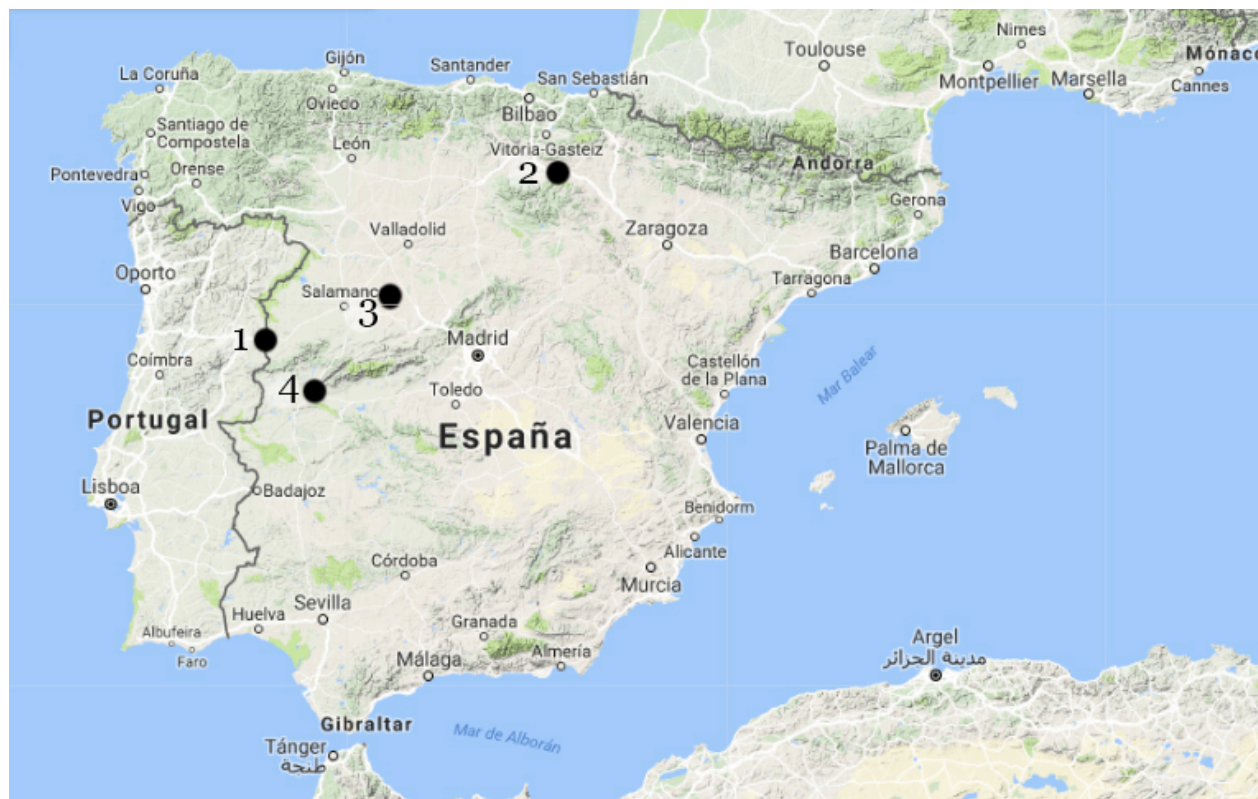 Nimes
Toulouse
Mónaco
Gijón
Santander
San Sebastián
La Coruña
Montpellier
Marsella
Cannes
Oviedo
Bilbao
Santiago de
Compostela
León
Vitoria-Gasteiz
Andorra
Pontevedra
Orense
2
Vigo
Gerona
Valladolid
Zaragoza
Barcelona
Oporto
Tarragona
Salamanc
3
1
Madrid
Coímbra
Castellón
de la Plana
Mar Balear
4
Toledo
Portugal
España
Valencia
Palma de
Mallorca
Lisboa
Badajoz
Benidorm
Alicante
Córdoba
Murcia
Sevilla
Huelva
Granada
Albufeira
Faro
Málaga
Almería
Argel
مدينة الجزائر
Gibraltar
Mar de Alborán
Tánger
طنجة